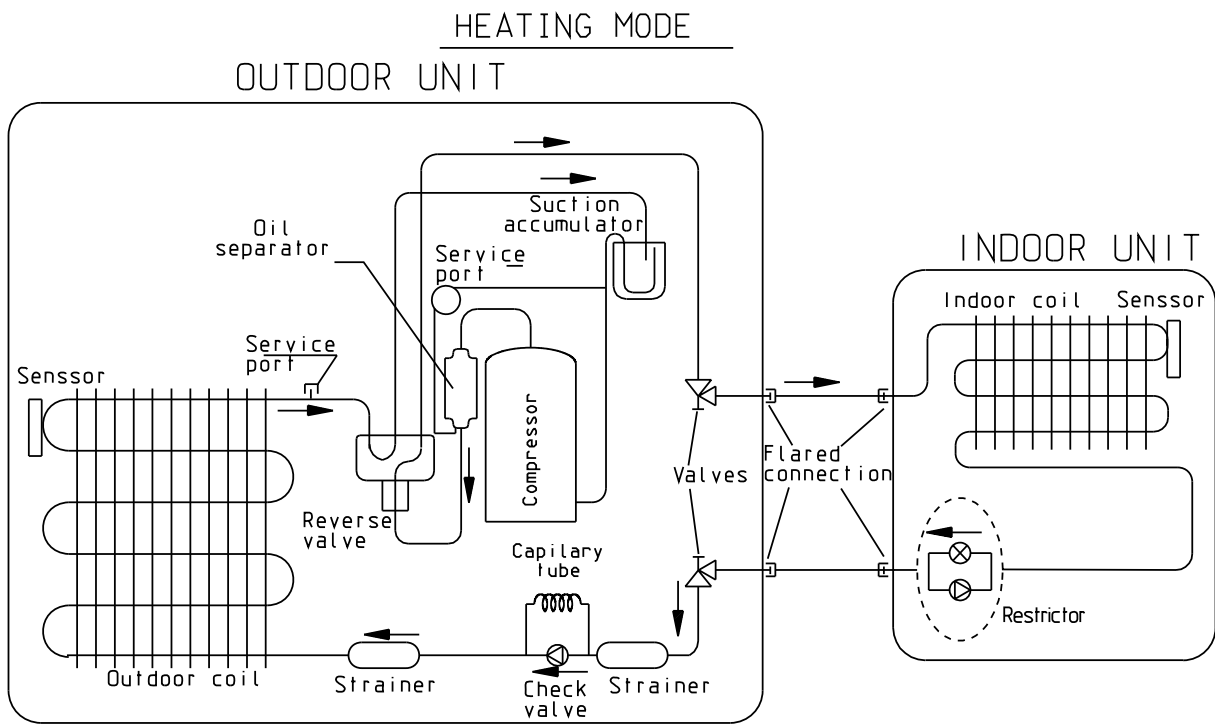 HEATING MODE
OUTDOOR UNIT
Suction
accumulator
Oil
separator
Service
port
INDOOR UNIT
Indoor coil
Senssor
Service
port
Senssor
Compressor
Valves
Flared
connection
Reverse
valve
Capilary
tube
Restrictor
Outdoor coil
Strainer
Check
valve
Strainer